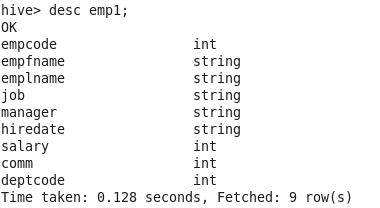 hive> desc emp1;
OK
empcode                 int
empfname                string
emplname                string
job                     string
manager                 string
hiredate                string
salary                  int
comm                    int
deptcode                int
Time taken: 0.128 seconds, Fetched: 9 row(s)